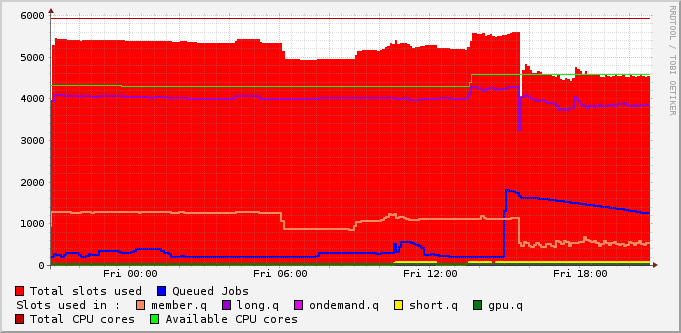 RRDTOOL / TOBI OETIKER
6000
5000
4000
3000
2000
1000
0
Fri 00:00 Fri 06:00 Fri 12:00 Fri 18:00
Total slots used Queued Jobs
Slots used in : member.q long.q ondemand.q short.q gpu.q
Total CPU cores Available CPU cores